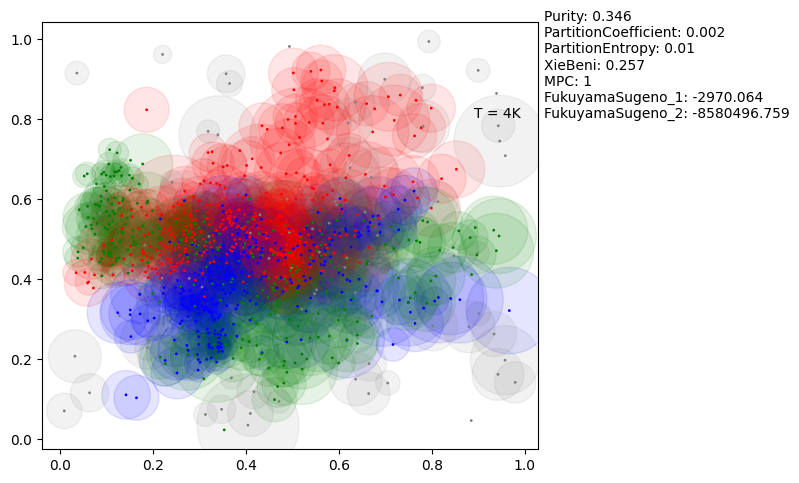 Purity: 0.346
PartitionCoefficient: 0.002
PartitionEntropy: 0.01
XieBeni: 0.257
MPC: 1
FukuyamaSugeno_1: -2970.064
FukuyamaSugeno_2: -8580496.759
T = 4K
1.0
0.8
0.6
0.4
0.2
0.0
0.0 0.2 0.4 0.6 0.8 1.0